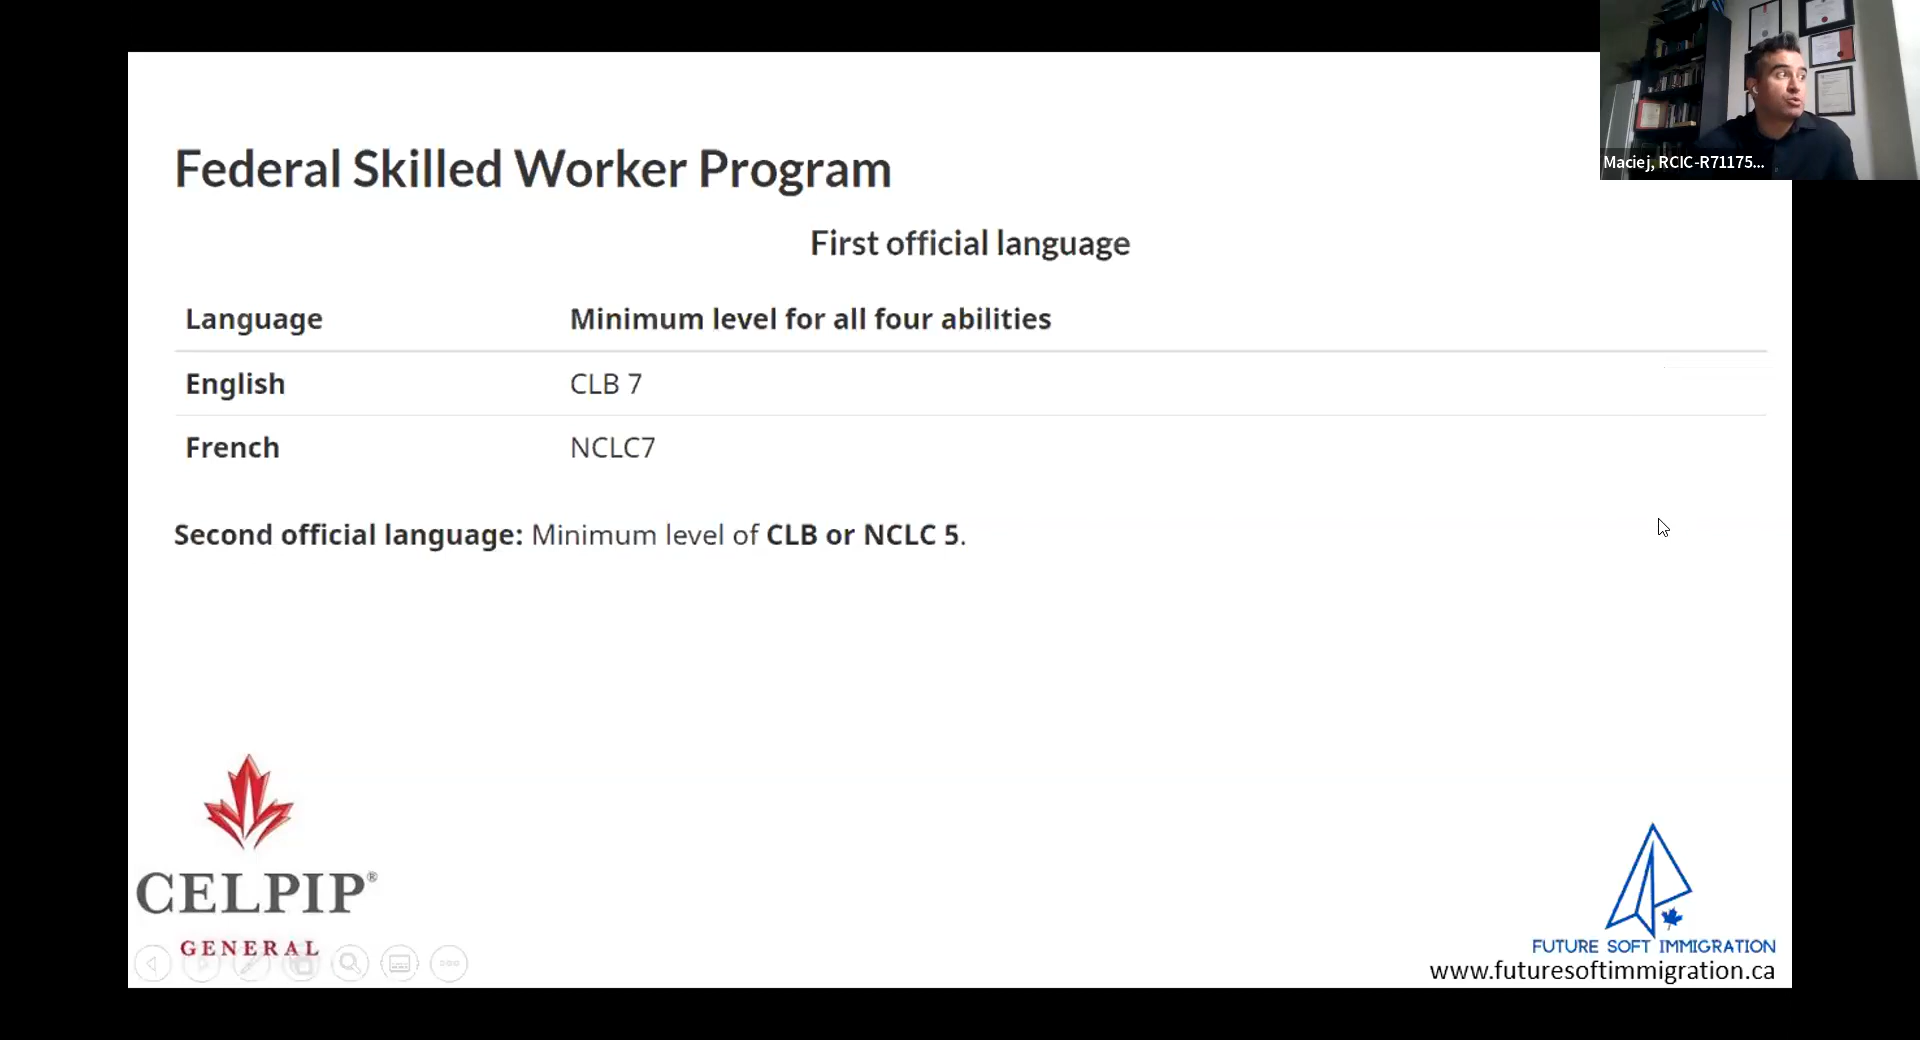 Maciej, RCIC-R71175...
Federal Skilled Worker Program
First official language
Language Minimum level for all four abilities
English CLB 7
French NCLC7
Second official language: Minimum level of CLB or NCLC 5.
CELPIP®
GENERAL
FUTURE SOFT IMMIGRATION
www.futuresoftimmigration.ca